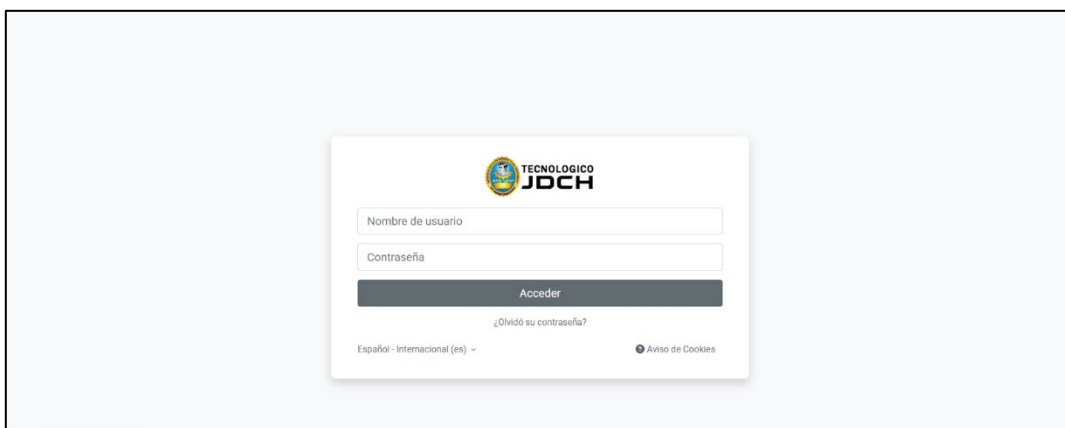 TECNOLOGICO
JDCH
Nombre de usuario
Contraseña
Acceder
¿Olvidó su contraseña?
Español - Internacional (es)
Aviso de Cookies